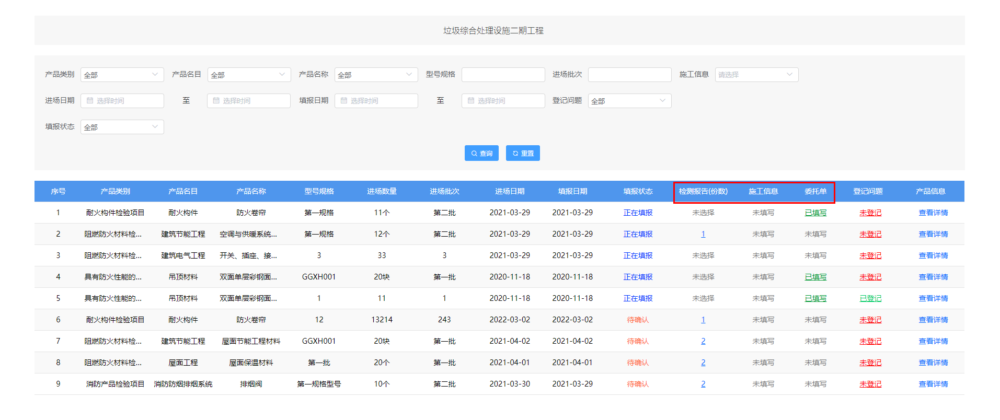 垃圾综合处理设施二期工程
产品类别 全部 产品名目 全部 产品名称 全部 型号规格 进场批次 施工信息 请选择
进场日期 选择时间 至 选择时间 填报日期 选择时间 至 选择时间 登记问题 全部
填报状态 全部
查询 重置
序号 产品类别 产品名目 产品名称 型号规格 进场数量 进场批次 进场日期 填报日期 填报状态 检测报告(份数) 施工信息 委托单 登记问题 产品信息
1 耐火构件检验项目 耐火构件 防火卷帘 第一规格 11个 第二批 2021-03-29 2021-03-29 正在填报 未选择 未填写 已填写 未登记 查看详情
2 阻燃防火材料检... 建筑节能工程 空调与供暖系统... 第一规格 12个 第二批 2021-03-29 2021-03-29 正在填报 1 未填写 未填写 未登记 查看详情
3 阻燃防火材料检... 建筑电气工程 开关、插座、接... 3 33 3 2021-03-29 2021-03-29 正在填报 未选择 未填写 未填写 未登记 查看详情
4 具有防火性能的... 吊顶材料 双面单层彩钢面... GGXH001 20块 第一批 2020-11-18 2020-11-18 正在填报 未选择 未填写 已填写 未登记 查看详情
5 具有防火性能的... 吊顶材料 双面单层彩钢面... 1 11 1 2020-11-18 2020-11-18 正在填报 未选择 未填写 已填写 已登记 查看详情
6 耐火构件检验项目 耐火构件 防火卷帘 12 13214 243 2022-03-02 2022-03-02 待确认 1 未填写 未填写 未登记 查看详情
7 阻燃防火材料检... 建筑节能工程 屋面节能工程材料 GGXH001 20块 第一批 2021-04-02 2021-04-02 待确认 2 未填写 未填写 未登记 查看详情
8 阻燃防火材料检... 屋面工程 屋面保温材料 第一批 20个 第一批 2021-04-01 2021-04-01 待确认 2 未填写 未填写 未登记 查看详情
9 消防产品检验项目 消防防烟排烟系统 排烟阀 第一规格型号 10个 第二批 2021-03-30 2021-03-29 待确认 2 未填写 未填写 未登记 查看详情